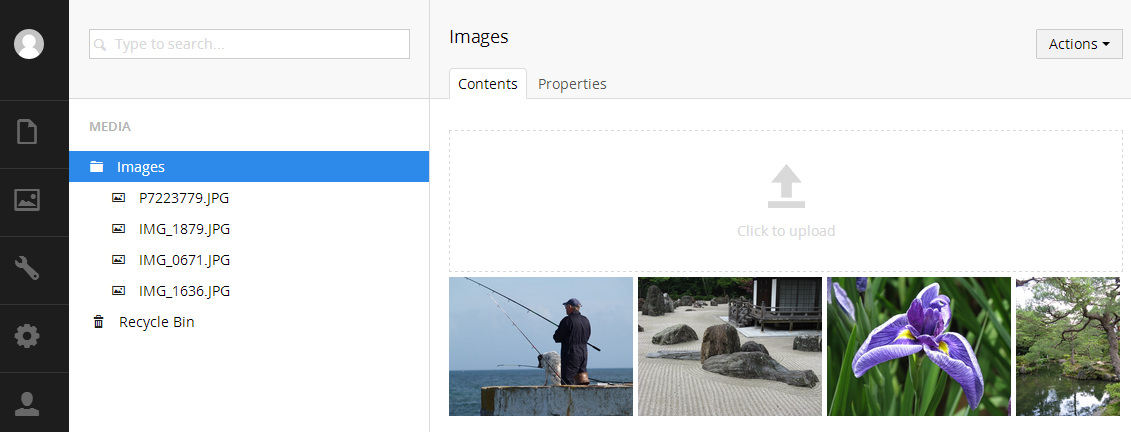 Type to search...
MEDIA
Images
P7223779.JPG
IMG_1879.JPG
IMG_0671.JPG
IMG_1636.JPG
Recycle Bin
Images
Actions
Contents
Properties
Click to upload